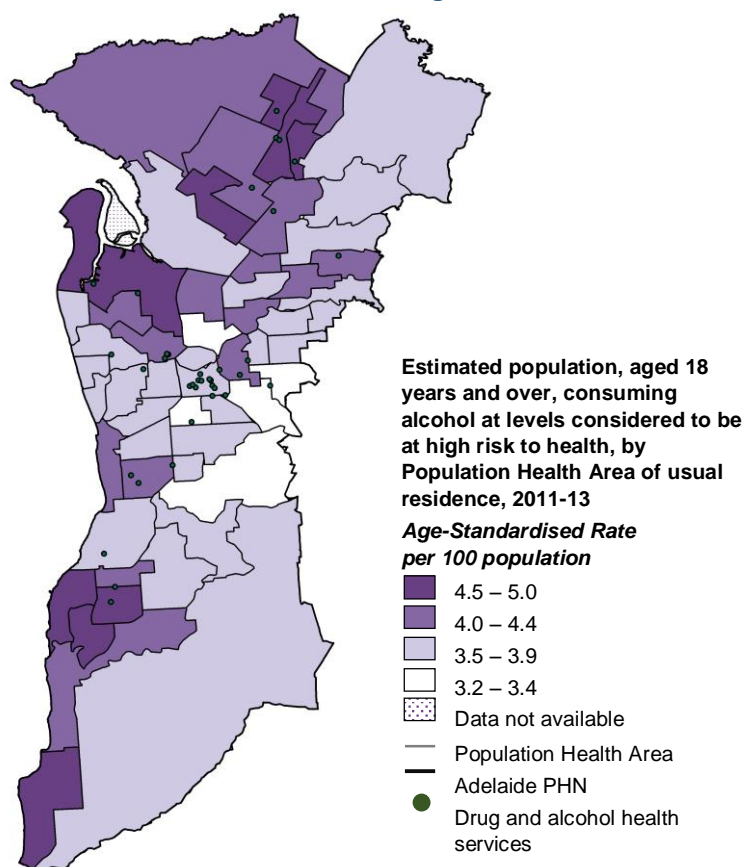 Estimated population, aged 18
years and over, consuming
alcohol at levels considered to be
at high risk to health, by
Population Health Area of usual
residence, 2011-13
Age-Standardised Rate
per 100 population
4.5 – 5.0
4.0 – 4.4
3.5 – 3.9
3.2 – 3.4
Data not available
Population Health Area
Adelaide PHN
Drug and alcohol health
services